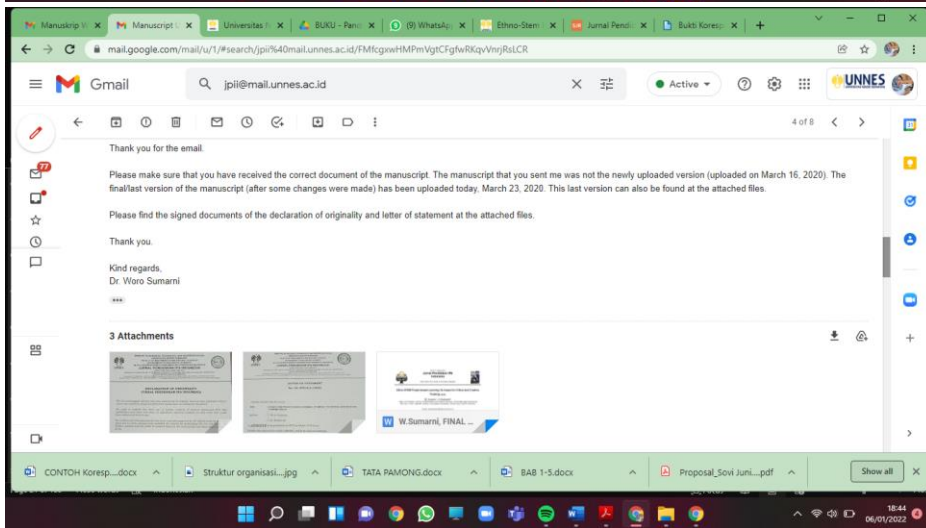 Manuskrip V
Manuscript U
Universitas N
BUKU - Pand
(9) WhatsAp
Ethno-Stem
Jurnal Pendi
Bukti Koresp
mail.google.com/mail/u/1/#search/jpii%40mail.unnes.ac.id/FMfcgxwHMPmVgtCFgfwRKqvVnrjRsLCR
Gmail
jpii@mail.unnes.ac.id
Active
UNNES
4 of 8
77
Thank you for the email.
Please make sure that you have received the correct document of the manuscript. The manuscript that you sent me was not the newly uploaded version (uploaded on March 16, 2020). The
final/last version of the manuscript (after some changes were made) has been uploaded today, March 23, 2020. This last version can also be found at the attached files.
Please find the signed documents of the declaration of originality and letter of statement at the attached files.
Thank you.
Kind regards,
Dr. Woro Sumarni
3 Attachments
W W.Sumarni, FINAL ...
CONTOH Koresp....docx
Struktur organisasi....jpg
TATA PAMONG.docx
BAB 1-5.docx
Proposal_Sovi Juni....pdf
Show all
18:44
06/01/2022